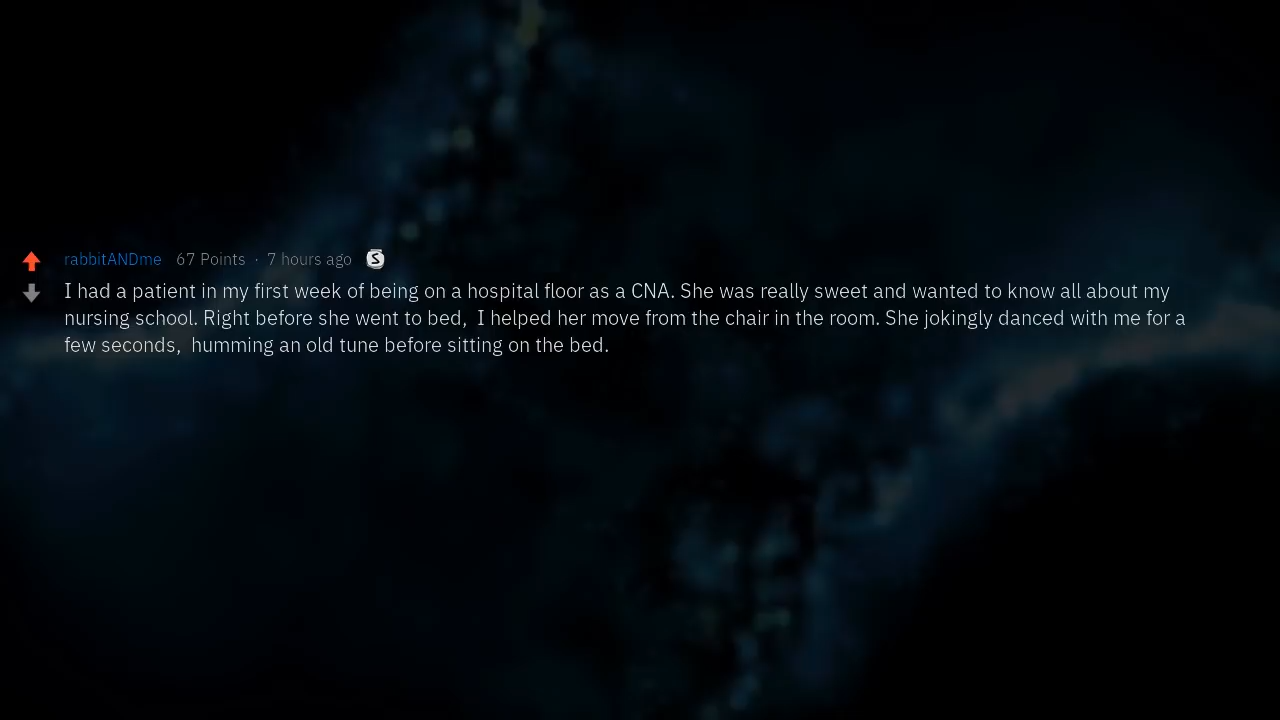 rabbitANDme 67 Points · 7 hours ago
I had a patient in my first week of being on a hospital floor as a CNA. She was really sweet and wanted to know all about my
nursing school. Right before she went to bed,  I helped her move from the chair in the room. She jokingly danced with me for a
few seconds,  humming an old tune before sitting on the bed.